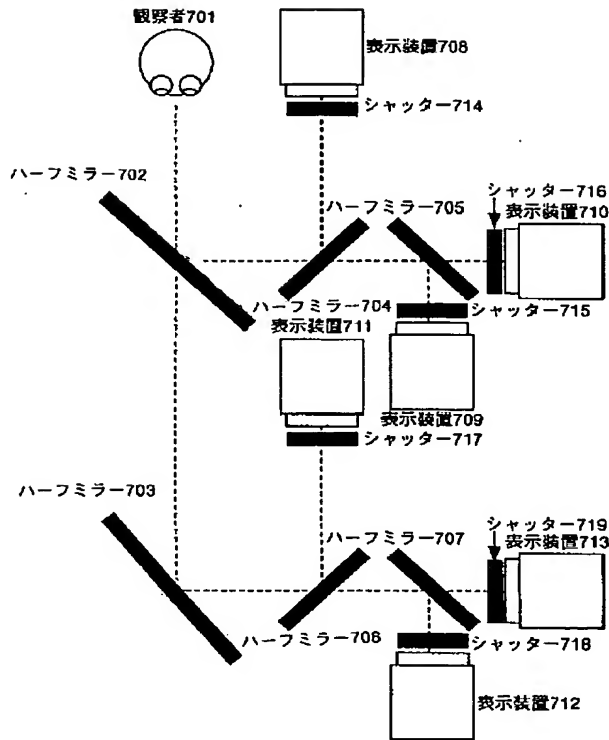 観察者701
表示装置708
シャッター714
ハーフミラー702
シャッター716
ハーフミラー705
表示装置710
ハーフミラー704
シャッター715
表示装置711
表示装置709
シャッター717
ハーフミラー703
シャッター719
ハーフミラー707
表示装置713
ハーフミラー706
シャッター718
表示装置712